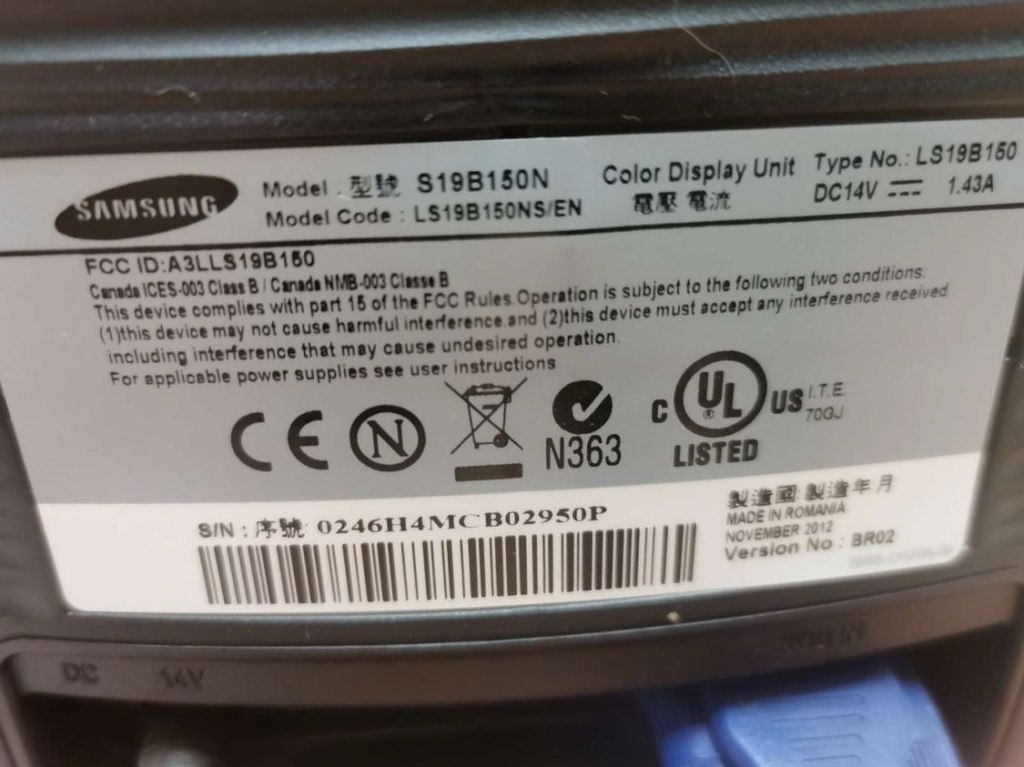 SAMSUNG
Model : 型號 S19B150N
Model Code : LS19B150NS/EN
Color Display Unit
電壓 電流
Type No.: LS19B150
DC14V 1.43A
FCC ID:A3LLS19B150
Canada ICES-003 Class B / Canada NMB-003 Classe B
This device complies with part 15 of the FCC Rules.Operation is subject to the following two conditions.
(1)this device may not cause harmful interference.and (2)this device must accept any interference received.
including interference that may cause undesired operation.
For applicable power supplies see user instructions
CE
N
N363
C UL ® US
LISTED
I.T.E.
70GJ
S/N : 序號 0246H4MCB02950P
製造國 製造年月
MADE IN ROMANIA
NOVEMBER 2012
Version No : BR02
DC 14V